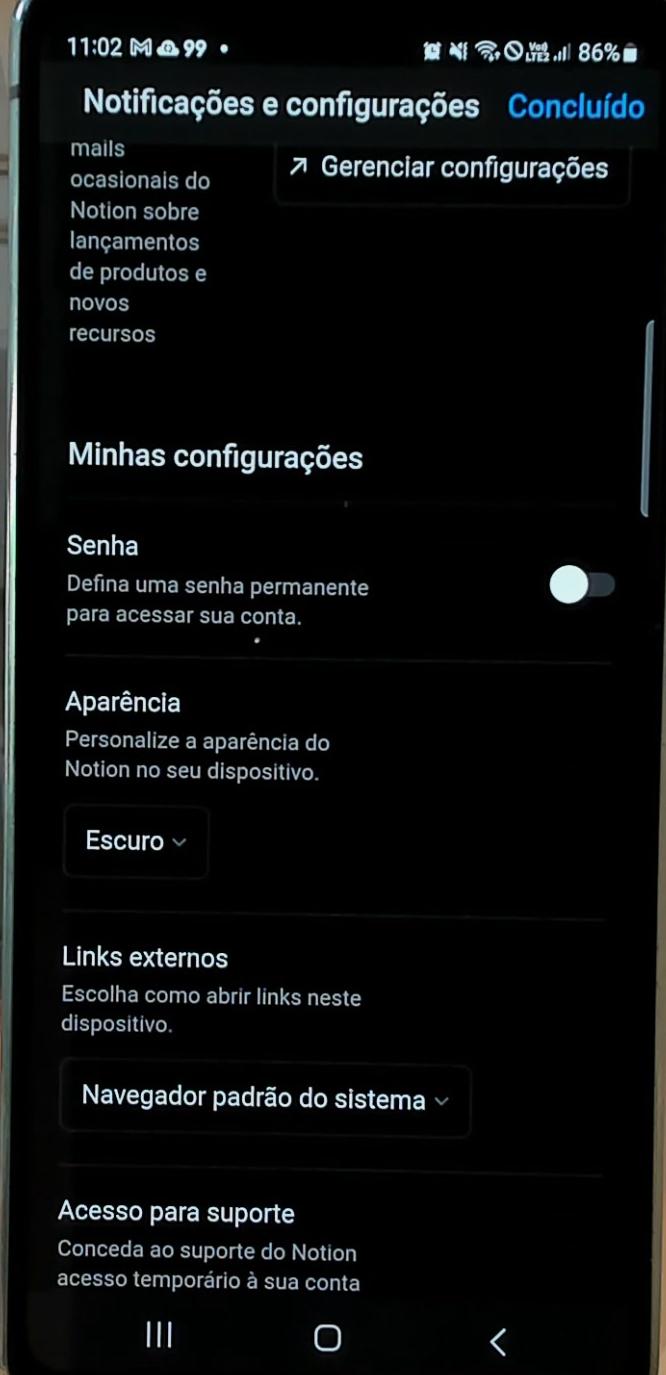 11:02 99 86%
Notificações e configurações Concluído
mails
ocasionais do
Notion sobre
lançamentos
de produtos e
novos
recursos
Gerenciar configurações
Minhas configurações
Senha
Defina uma senha permanente
para acessar sua conta.
Aparência
Personalize a aparência do
Notion no seu dispositivo.
Escuro
Links externos
Escolha como abrir links neste
dispositivo.
Navegador padrão do sistema
Acesso para suporte
Conceda ao suporte do Notion
acesso temporário à sua conta